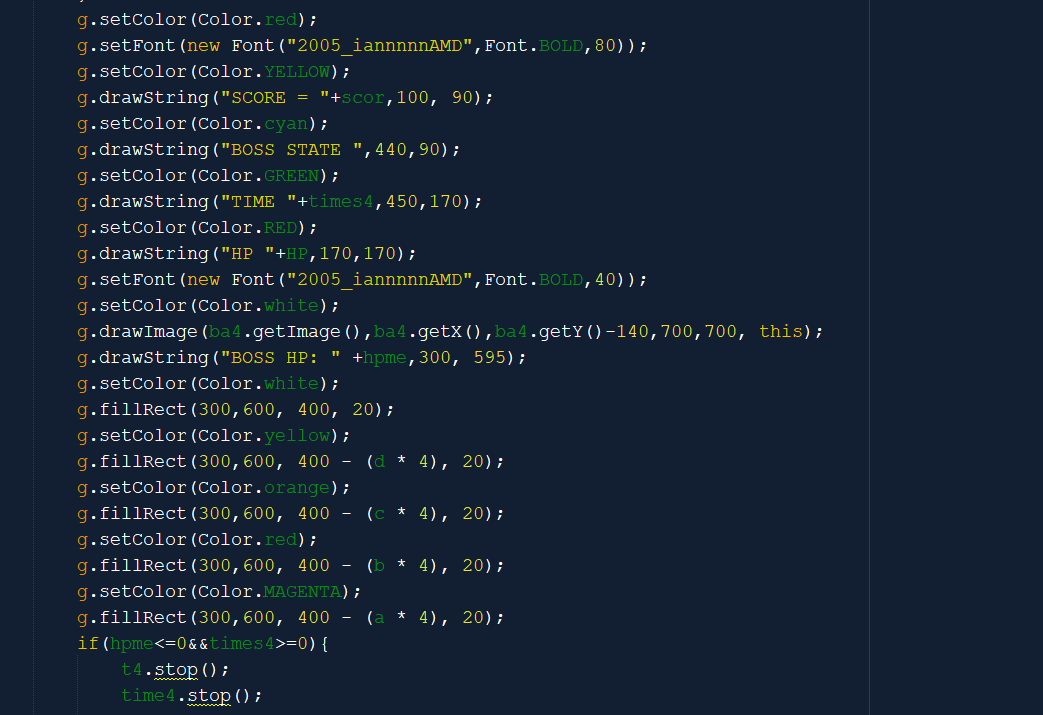 g.setColor(Color.red);
g.setFont(new Font("2005_iannnnnAMD",Font.BOLD,80));
g.setColor(Color.YELLOW);
g.drawString("SCORE = "+scor,100, 90);
g.setColor(Color.cyan);
g.drawString("BOSS STATE ",440,90);
g.setColor(Color.GREEN);
g.drawString("TIME "+times4,450,170);
g.setColor(Color.RED);
g.drawString("HP "+HP,170,170);
g.setFont(new Font("2005_iannnnnAMD",Font.BOLD,40));
g.setColor(Color.white);
g.drawImage(ba4.getImage(),ba4.getX(),ba4.getY()-140,700,700, this);
g.drawString("BOSS HP: " +hpme,300, 595);
g.setColor(Color.white);
g.fillRect(300,600, 400, 20);
g.setColor(Color.yellow);
g.fillRect(300,600, 400 - (d * 4), 20);
g.setColor(Color.orange);
g.fillRect(300,600, 400 - (c * 4), 20);
g.setColor(Color.red);
g.fillRect(300,600, 400 - (b * 4), 20);
g.setColor(Color.MAGENTA);
g.fillRect(300,600, 400 - (a * 4), 20);
if(hpme<=0&&times4>=0){
    t4.stop();
    time4.stop();